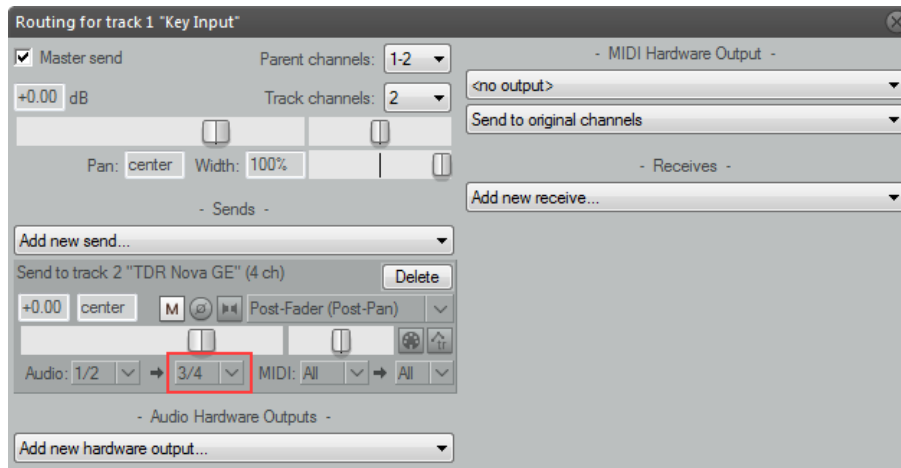 Routing for track 1 "Key Input"
Master send
Parent channels: 1-2
+0.00 dB
Track channels: 2
Pan: center Width: 100%
- Sends -
Add new send...
Send to track 2 "TDR Nova GE" (4 ch)
Delete
+0.00 center M Post-Fader (Post-Pan)
tr
Audio: 1/2 → 3/4 MIDI: All → All
- Audio Hardware Outputs -
Add new hardware output...
- MIDI Hardware Output -
<no output>
Send to original channels
- Receives -
Add new receive...